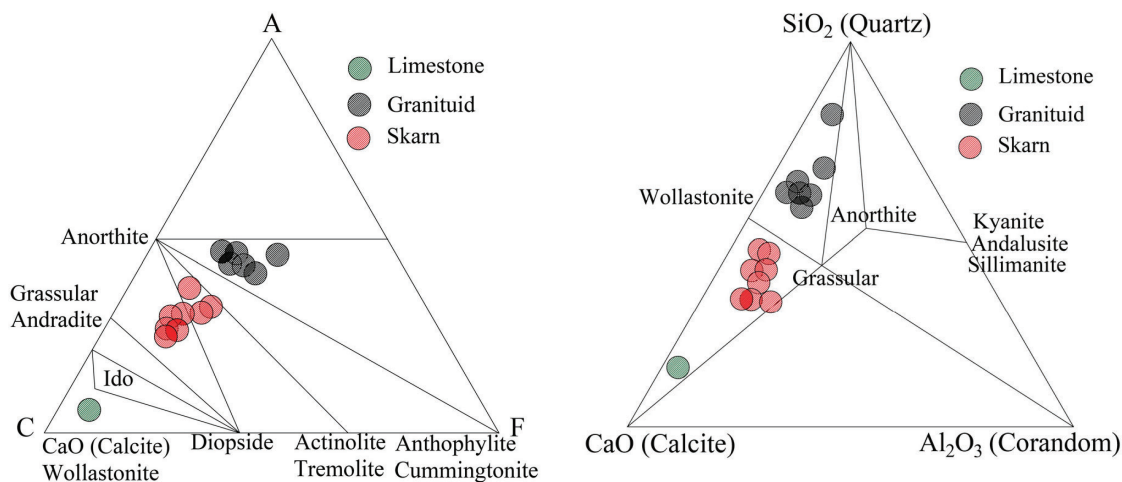 A
Limestone
Granituid
Skarn
Anorthite
Grassular
Andradite
Ido
C
F
CaO (Calcite)
Wollastonite
Diopside
Actinolite
Tremolite
Anthophylite
Cummingtonite
SiO₂ (Quartz)
Limestone
Granituid
Skarn
Wollastonite
Anorthite
Kyanite
Andalusite
Sillimanite
Grassular
CaO (Calcite)
Al₂O₃ (Corandom)